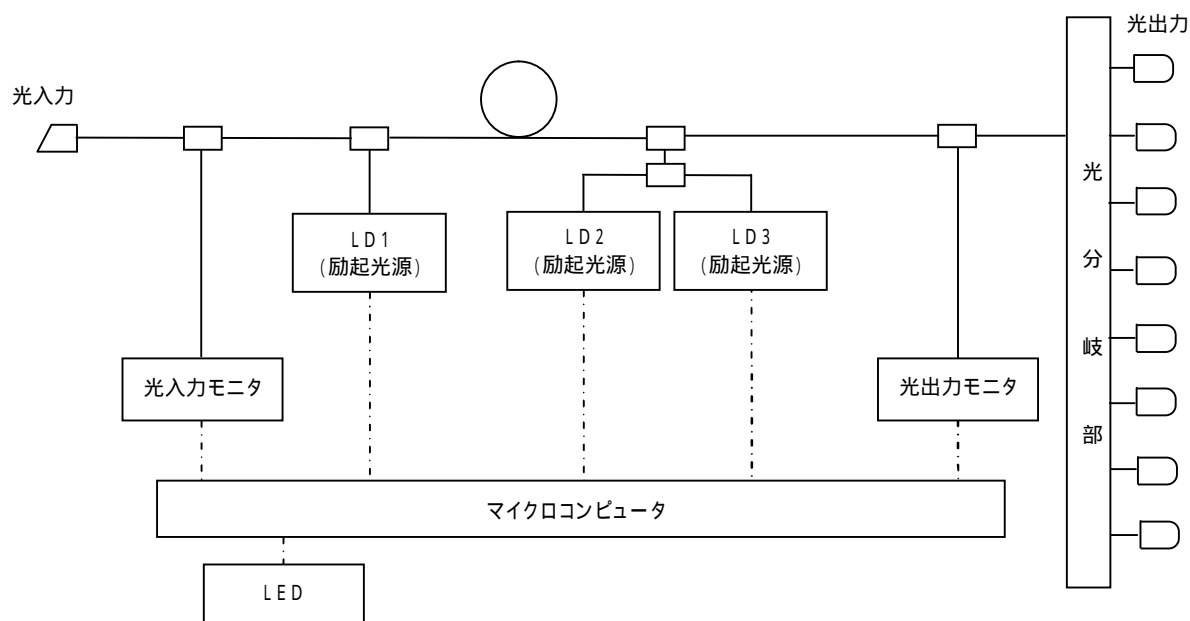 光出力
光入力
光分岐部
LD1
(励起光源)
LD2
(励起光源)
LD3
(励起光源)
光入力モニタ
光出力モニタ
マイクロコンピュータ
LED